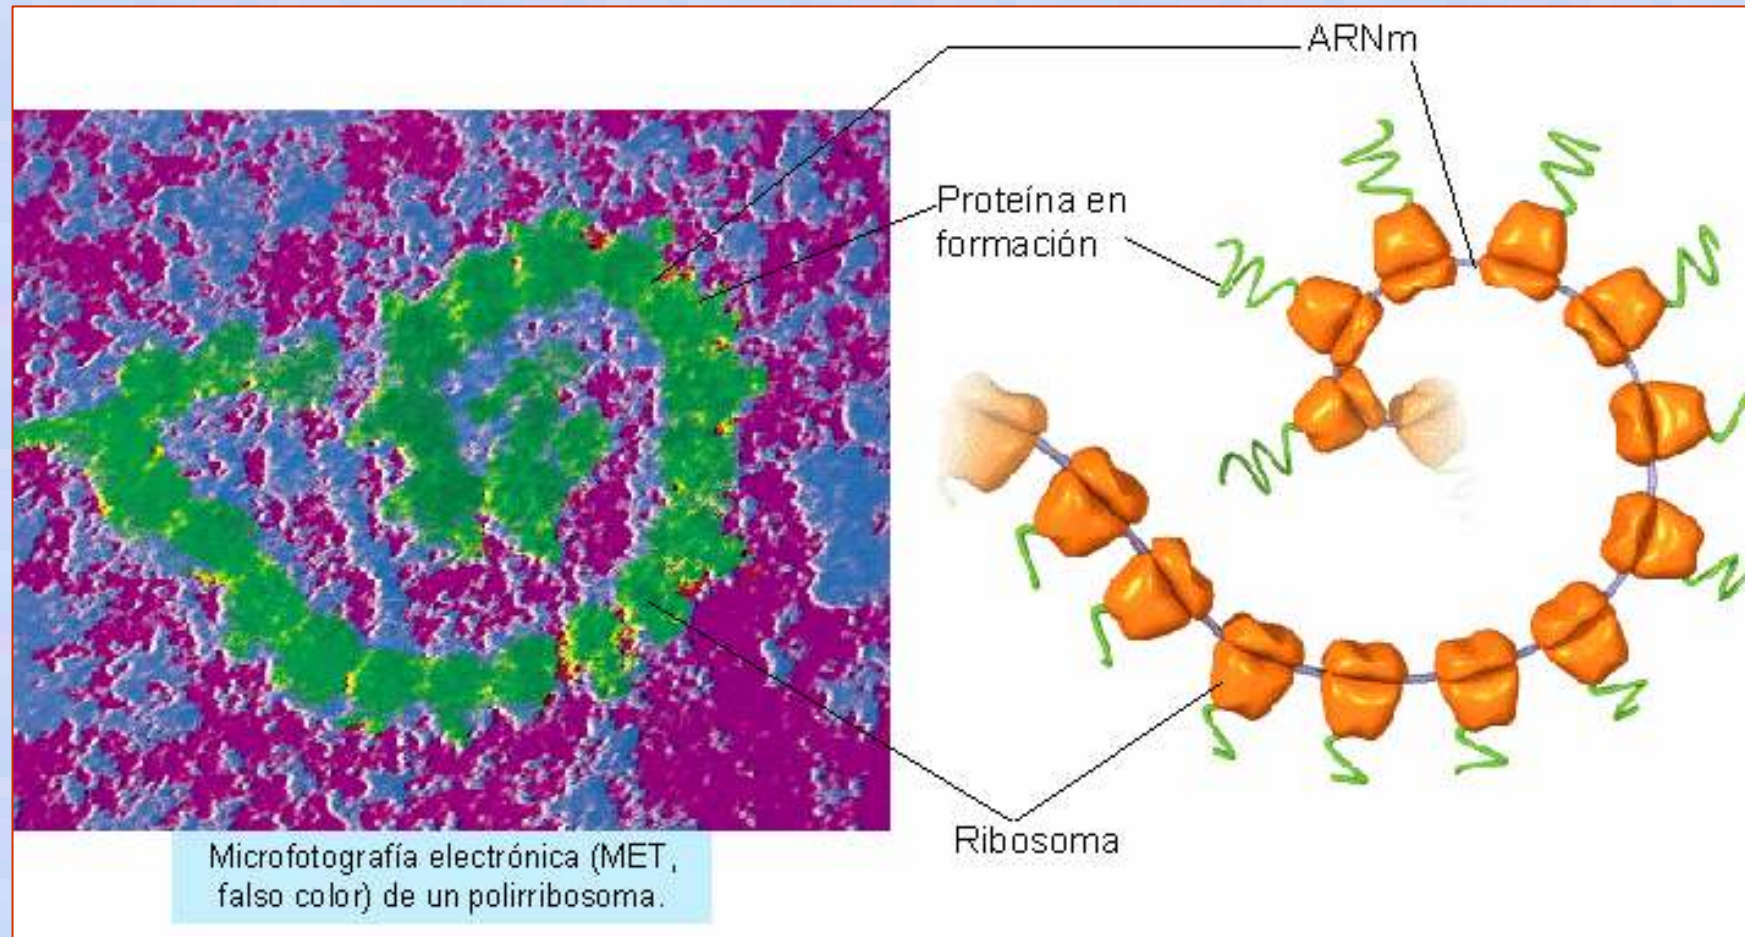 ARNm
Proteína en
formación
Ribosoma
Microfotografía electrónica (MET,
falso color) de un polirribosoma.